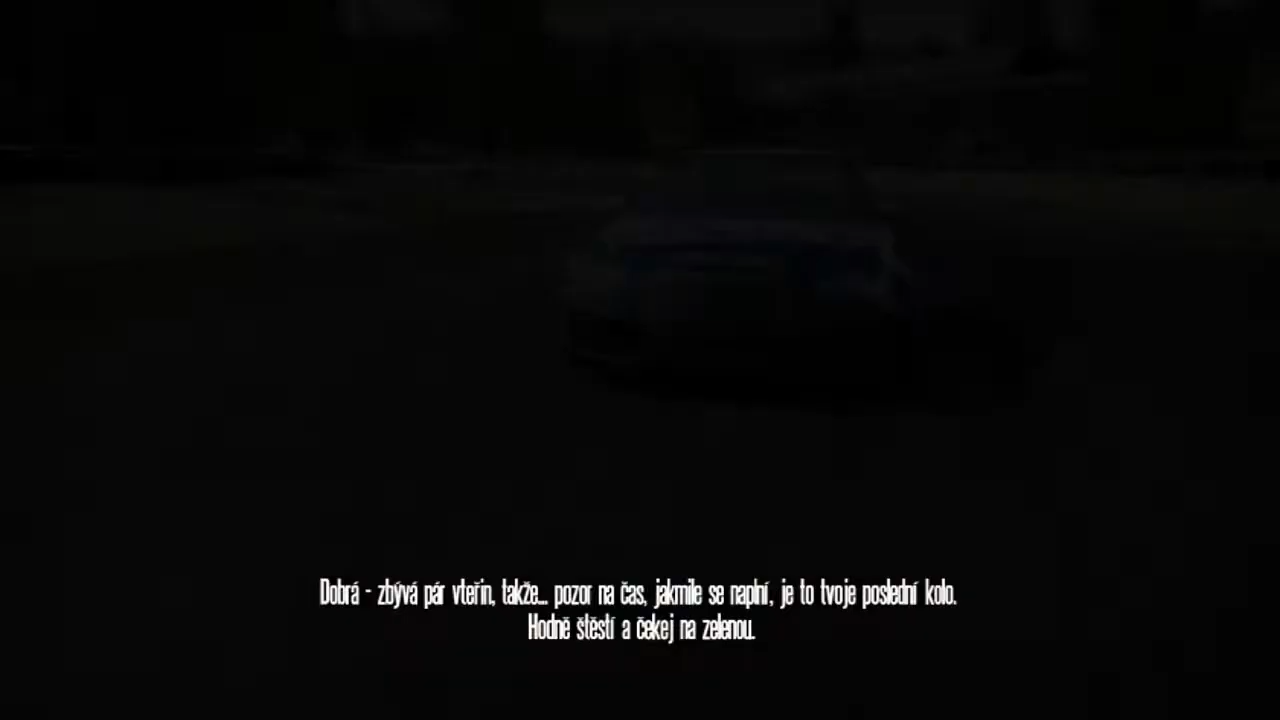 Dobrá - zbývá pár vteřin, takže... pozor na čas, jakmile se naplní, je to tvoje poslední kolo.
Hodně štěstí a čekej na zelenou.